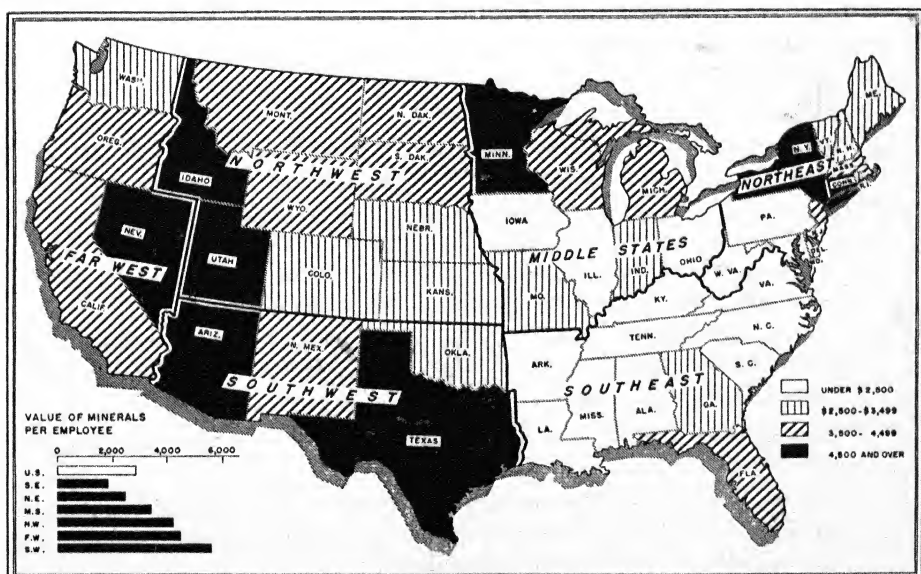 WASH.
MONT.
N. DAK.
ME.
OREG.
S. DAK.
MINN.
N.Y.
N.H.
MASS.
NORTHWEST
WIS.
NORTHEAST
CONN.
R.I.
IDAHO
MICH.
WYO.
IOWA
PA.
NEV.
NEBR.
MIDDLE STATES
UTAH
OHIO
DEL.
FAR WEST
COLO.
ILL.
IND.
W. VA.
KANS.
MO.
VA.
CALIF.
KY.
ARIZ.
N. MEX.
OKLA.
TENN.
N. C.
ARK.
S. C.
SOUTHWEST
SOUTHEAST
LA.
MISS.
ALA.
GA.
TEXAS
FLA.
UNDER $2,500
$2,500-$3,499
3,500- 4,499
4,500 AND OVER
VALUE OF MINERALS
PER EMPLOYEE
0 2,000 4,000 6,000
U.S.
S.E.
N.E.
M.S.
N.W.
F.W.
S.W.